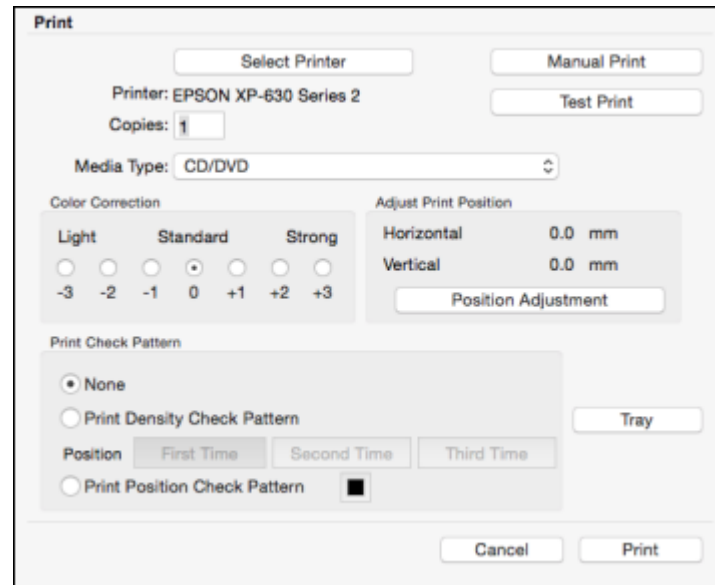 Print
Select Printer
Manual Print
Printer: EPSON XP-630 Series 2
Test Print
Copies: 1
Media Type: CD/DVD
Color Correction
Light Standard Strong
-3 -2 -1 0 +1 +2 +3
Adjust Print Position
Horizontal 0.0 mm
Vertical 0.0 mm
Position Adjustment
Print Check Pattern
None
Print Density Check Pattern
Tray
Position First Time Second Time Third Time
Print Position Check Pattern
Cancel Print